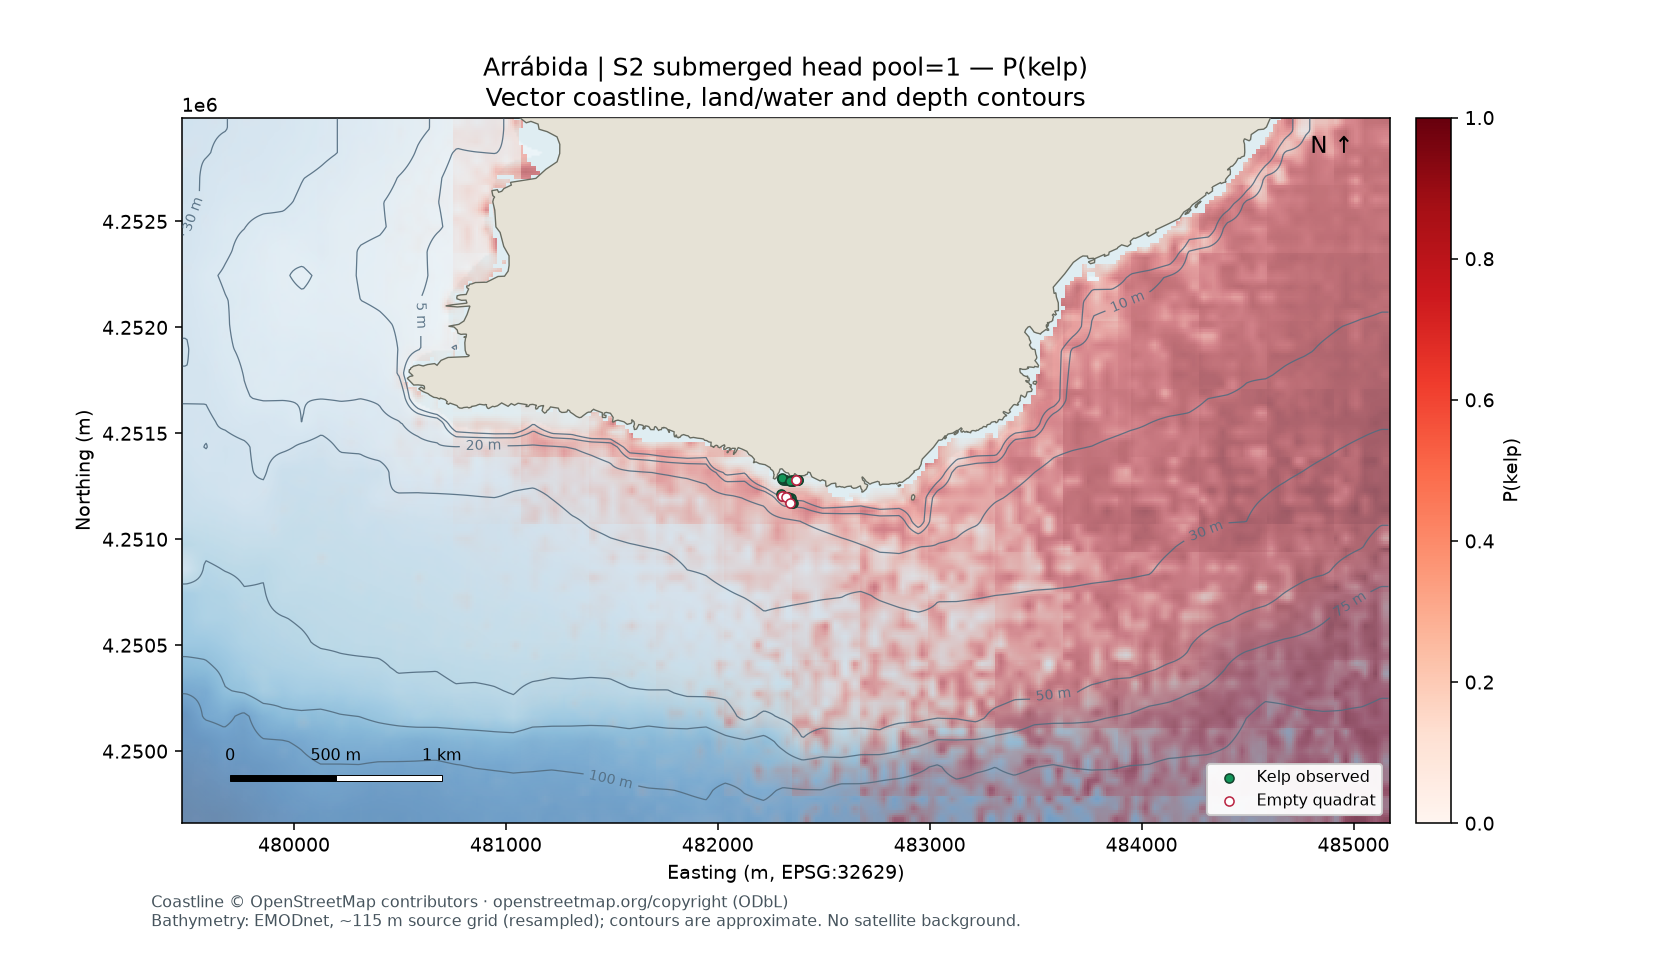 Arrábida | S2 submerged head pool=1 — P(kelp)
Vector coastline, land/water and depth contours
1e6
N ↑
1.0
0.8
0.6
0.4
0.2
0.0
P(kelp)
4.2525
4.2520
4.2515
4.2510
4.2505
4.2500
Northing (m)
30 m
5 m
10 m
20 m
30 m
75 m
50 m
100 m
0 500 m 1 km
Kelp observed
Empty quadrat
480000 481000 482000 483000 484000 485000
Easting (m, EPSG:32629)
Coastline © OpenStreetMap contributors · openstreetmap.org/copyright (ODbL)
Bathymetry: EMODnet, ~115 m source grid (resampled); contours are approximate. No satellite background.